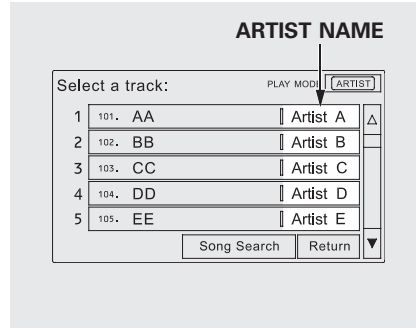 ARTIST NAME
Select a track: PLAY MODE ARTIST
1 101. AA Artist A
2 102. BB Artist B
3 103. CC Artist C
4 104. DD Artist D
5 105. EE Artist E
Song Search Return